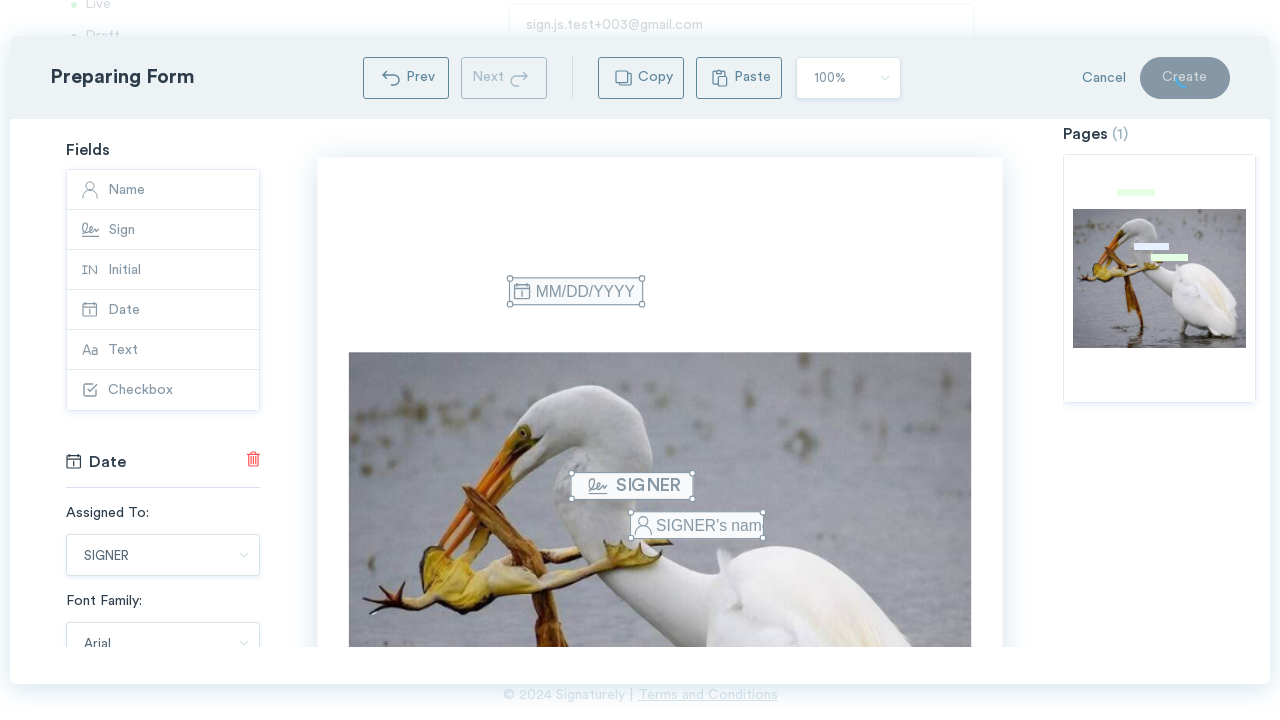 Live
sign.js.test+003@gmail.com
Draft
Preparing Form
Prev
Next
Copy
Paste
100%
Cancel
Create
Fields
Name
Sign
Initial
Date
Text
Checkbox
Date
Assigned To:
SIGNER
Font Family:
Arial
MM/DD/YYYY
SIGNER
SIGNER's nam
Pages (1)
© 2024 Signaturely | Terms and Conditions